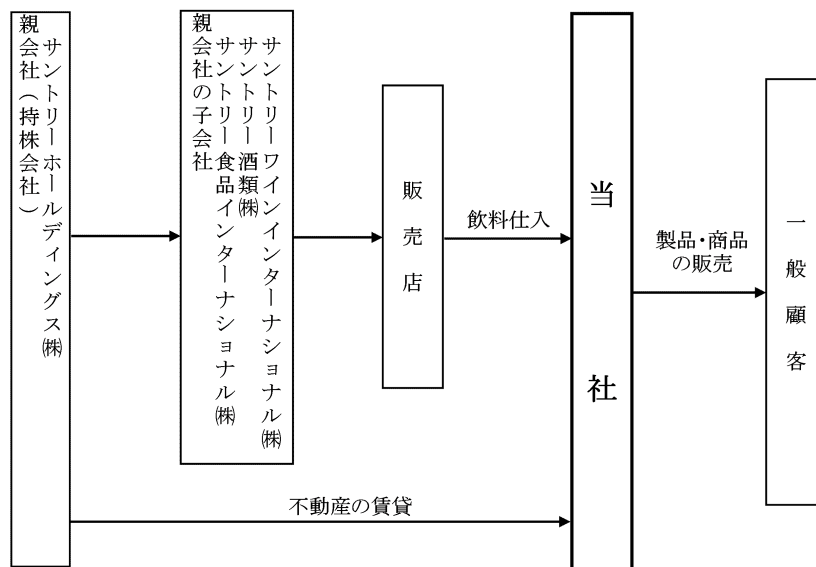 親会社（持株会社）
サントリーホールディングス㈱
親会社の子会社
サントリー食品インターナショナル㈱
サントリー酒類㈱
サントリーワインインターナショナル㈱
販売店
飲料仕入
不動産の賃貸
当社
製品・商品
の販売
一般顧客